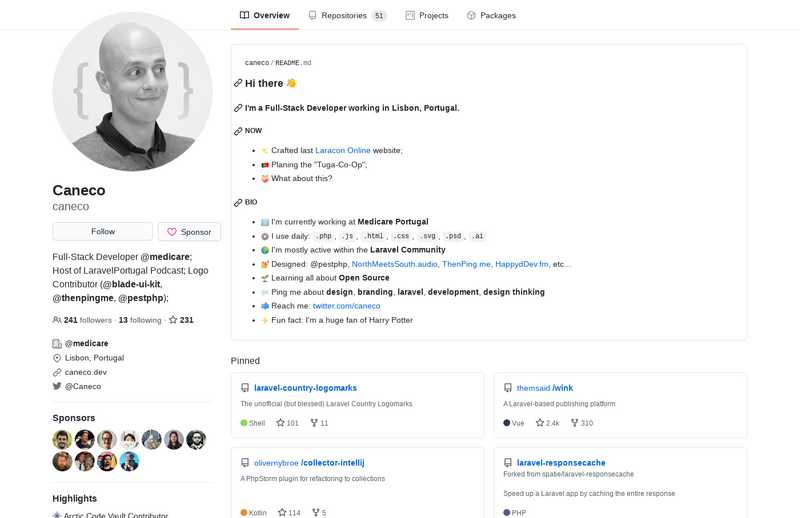 Overview
Repositories 51
Projects
Packages
Caneco
caneco
Follow
Sponsor
Full-Stack Developer @medicare;
Host of LaravelPortugal Podcast; Logo
Contributor (@blade-ui-kit,
@thenpingme, @pestphp);
241 followers · 13 following · 231
@medicare
Lisbon, Portugal
caneco.dev
@Caneco
Sponsors
Highlights
Arctic Code Vault Contributor
caneco / README.md
Hi there 👋
I'm a Full-Stack Developer working in Lisbon, Portugal.
NOW
Crafted last Laracon Online website;
Planing the "Tuga-Co-Op";
What about this?
BIO
I'm currently working at Medicare Portugal
I use daily: .php , .js , .html , .css , .svg , .psd , .ai
I'm mostly active within the Laravel Community
Designed: @pestphp, NorthMeetsSouth.audio, ThenPing.me, HappydDev.fm, etc...
Learning all about Open Source
Ping me about design, branding, laravel, development, design thinking
Reach me: twitter.com/caneco
Fun fact: I'm a huge fan of Harry Potter
Pinned
laravel-country-logomarks
The unofficial (but blessed) Laravel Country Logomarks
Shell 101 11
themsaid/wink
A Laravel-based publishing platform
Vue 2.4k 310
olivernybroe/collector-intellij
A PhpStorm plugin for refactoring to collections
Kotlin 114 5
laravel-responsecache
Forked from spatie/laravel-responsecache
Speed up a Laravel app by caching the entire response
PHP